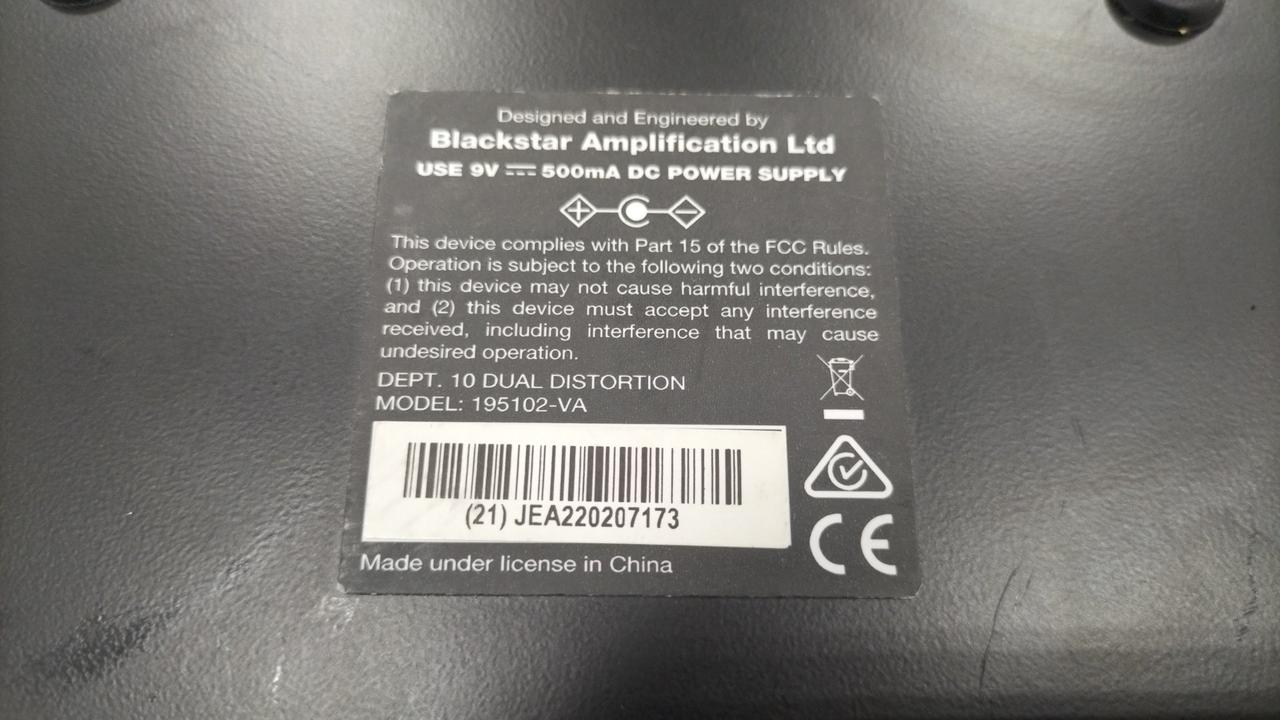 Designed and Engineered by
Blackstar Amplification Ltd
USE 9V ⎓ 500mA DC POWER SUPPLY
This device complies with Part 15 of the FCC Rules.
Operation is subject to the following two conditions:
(1) this device may not cause harmful interference,
and (2) this device must accept any interference
received, including interference that may cause
undesired operation.
DEPT. 10 DUAL DISTORTION
MODEL: 195102-VA
(21) JEA220207173
Made under license in China
CE